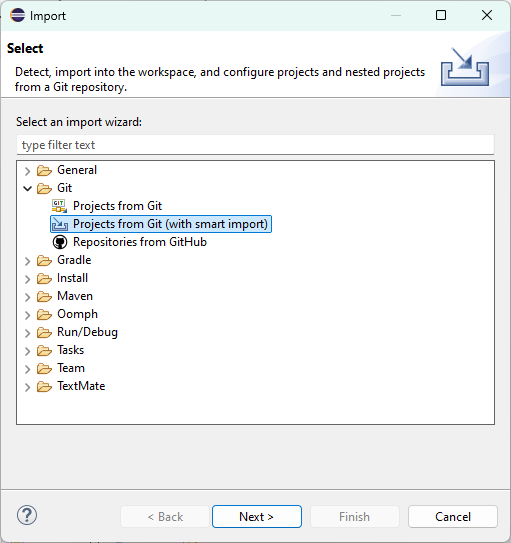 Import
Select
Detect, import into the workspace, and configure projects and nested projects
from a Git repository.
Select an import wizard:
type filter text
General
Git
GIT
Projects from Git
Projects from Git (with smart import)
Repositories from GitHub
Gradle
Install
Maven
Oomph
Run/Debug
Tasks
Team
TextMate
?
< Back
Next >
Finish
Cancel